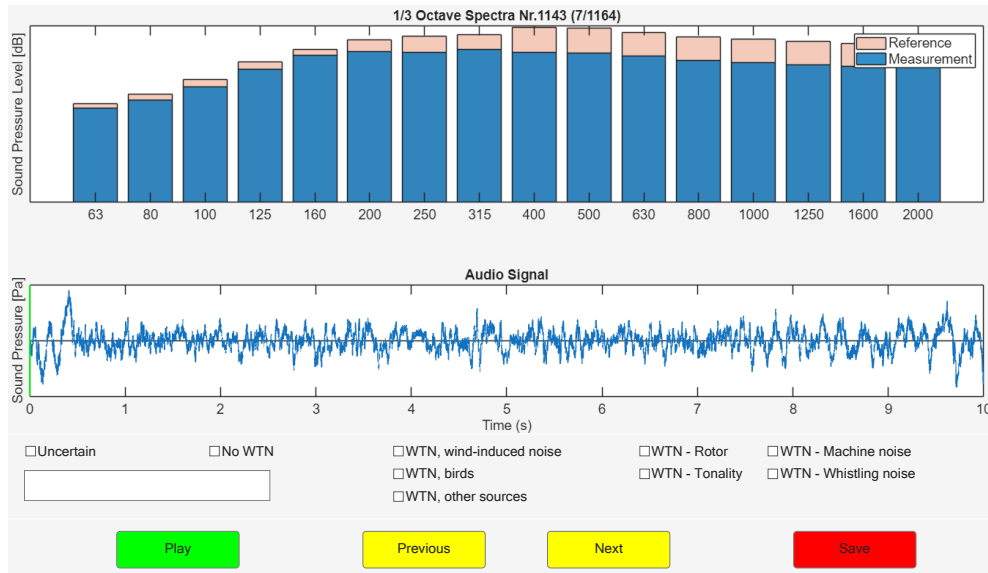 1/3 Octave Spectra Nr.1143 (7/1164)
Sound Pressure Level [dB]
Reference
Measurement
63 80 100 125 160 200 250 315 400 500 630 800 1000 1250 1600 2000
Audio Signal
Sound Pressure [Pa]
0 1 2 3 4 5 6 7 8 9 10
Time (s)
Uncertain No WTN WTN, wind-induced noise WTN - Rotor WTN - Machine noise
WTN, birds WTN - Tonality WTN - Whistling noise
WTN, other sources
Play Previous Next Save